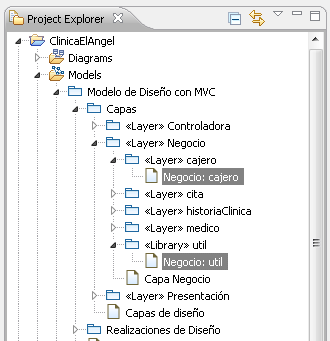 Project Explorer
ClinicaElAngel
Diagrams
Models
Modelo de Diseño con MVC
Capas
«Layer» Controladora
«Layer» Negocio
«Layer» cajero
Negocio: cajero
«Layer» cita
«Layer» historiaClinica
«Layer» medico
«Library» util
Negocio: util
Capa Negocio
«Layer» Presentación
Capas de diseño
Realizaciones de Diseño